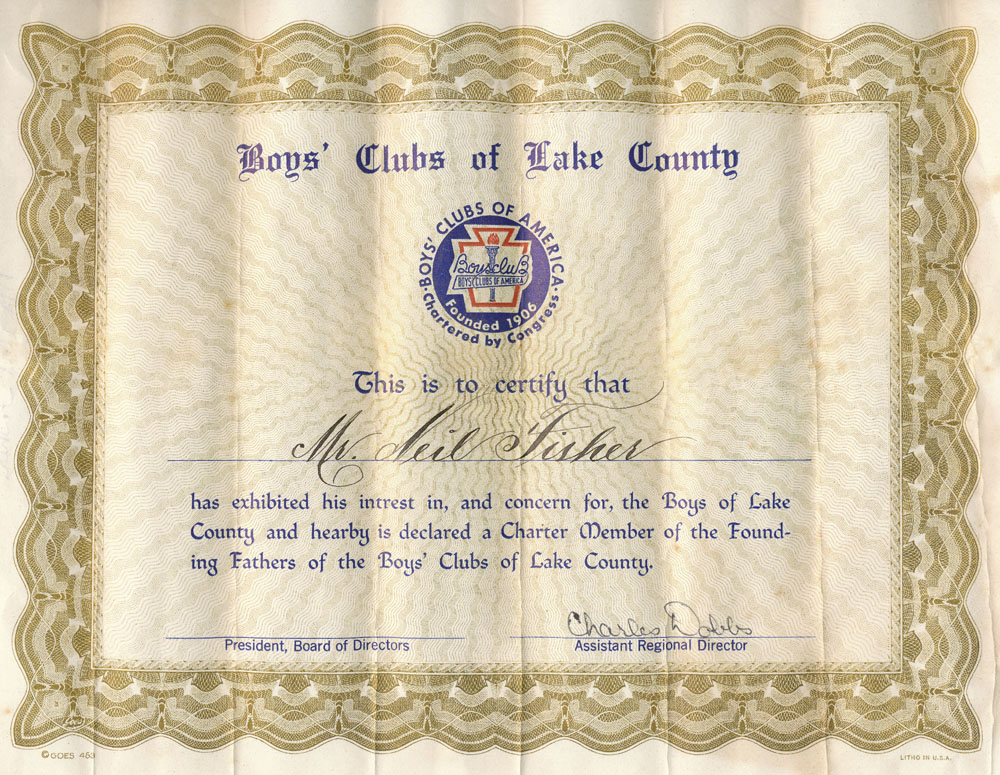 Boys' Clubs of Lake County
BOYS' CLUBS OF AMERICA
Boysclub
BOYS' CLUBS OF AMERICA
Founded 1906
Chartered by Congress
This is to certify that
Mr. Neil Fisher
has exhibited his intrest in, and concern for, the Boys of Lake
County and hearby is declared a Charter Member of the Found-
ing Fathers of the Boys' Clubs of Lake County.
Charles Dobbs
President, Board of Directors Assistant Regional Director
Goes
©GOES 463 LITHO IN U.S.A.